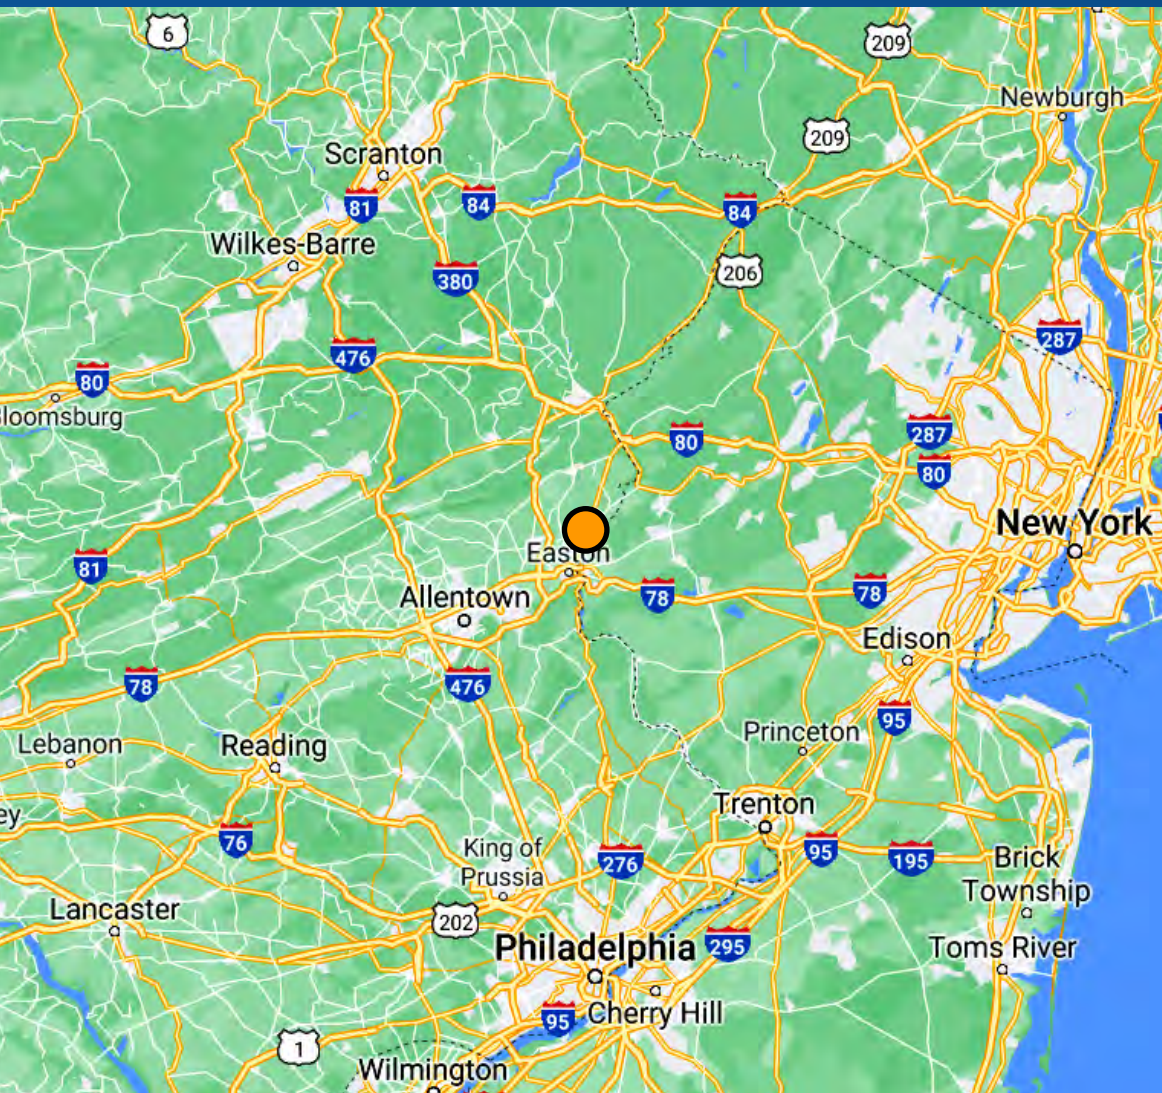 6
209
Newburgh
209
Scranton
81
84
84
Wilkes-Barre
206
380
287
476
80
loomsburg
287
80
80
New York
Easton
81
78
78
Allentown
Edison
78
476
95
Princeton
Lebanon
Reading
Trenton
ey
76
King of
Prussia
276
95
195
Brick
Township
Lancaster
202
Philadelphia
295
Toms River
95
Cherry Hill
1
Wilmington